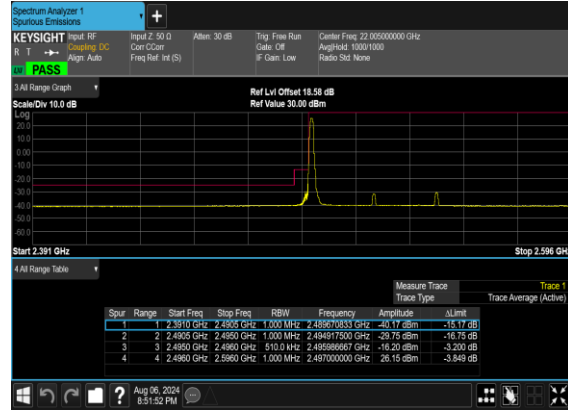 Spectrum Analyzer 1
Spurious Emissions
KEYSIGHT Input: RF Input Z: 50 Ω Atten: 30 dB Trig: Free Run Center Freq: 22.005000000 GHz
R T Coupling: DC Corr CCorr Gate: Off Avg|Hold: 1000/1000
Align: Auto Freq Ref: Int (S) IF Gain: Low Radio Std: None
LM PASS
3 All Range Graph
Ref Lvl Offset 18.58 dB
Scale/Div 10.0 dB Ref Value 30.00 dBm
Log
20.0
10.0
0.00
-10.0
-20.0
-30.0
-40.0
-50.0
-60.0
Start 2.391 GHz Stop 2.596 GH
4 All Range Table
Measure Trace Trace 1
Trace Type Trace Average (Active)
Spur Range Start Freq Stop Freq RBW Frequency Amplitude ΔLimit
1 1 2.3910 GHz 2.4905 GHz 1.000 MHz 2.489670833 GHz -40.17 dBm -15.17 dB
2 2 2.4905 GHz 2.4950 GHz 1.000 MHz 2.494917500 GHz -29.75 dBm -16.75 dB
3 3 2.4950 GHz 2.4960 GHz 510.0 kHz 2.495986667 GHz -16.20 dBm -3.200 dB
4 4 2.4960 GHz 2.5960 GHz 1.000 MHz 2.497000000 GHz 26.15 dBm -3.849 dB
? Aug 06, 2024
8:51:52 PM